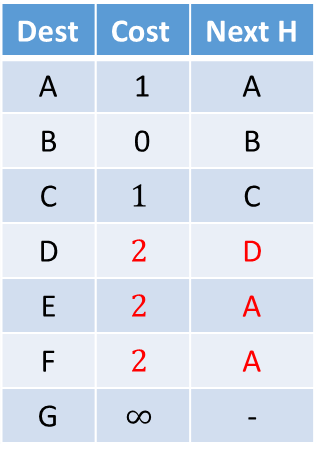 Dest Cost Next H
A 1 A
B 0 B
C 1 C
D 2 D
E 2 A
F 2 A
G ∞ -